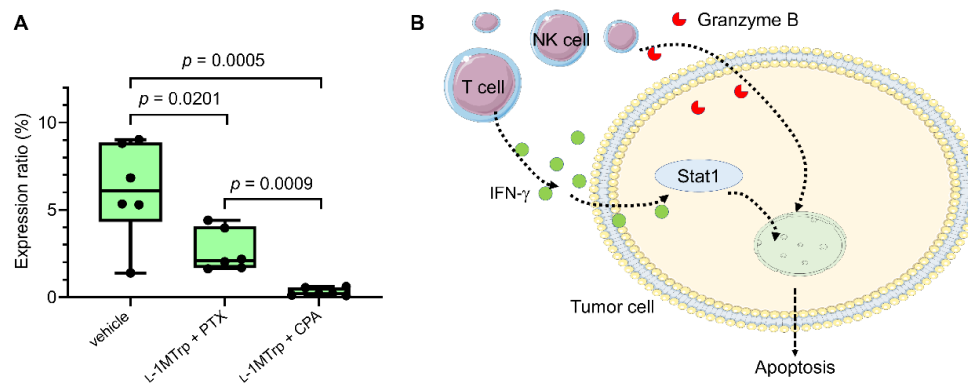 A
p = 0.0005
p = 0.0201
p = 0.0009
Expression ratio (%)
10
5
0
vehicle
L-1MTrp + PTX
L-1MTrp + CPA
B
Granzyme B
NK cell
T cell
IFN-γ
Stat1
Tumor cell
Apoptosis